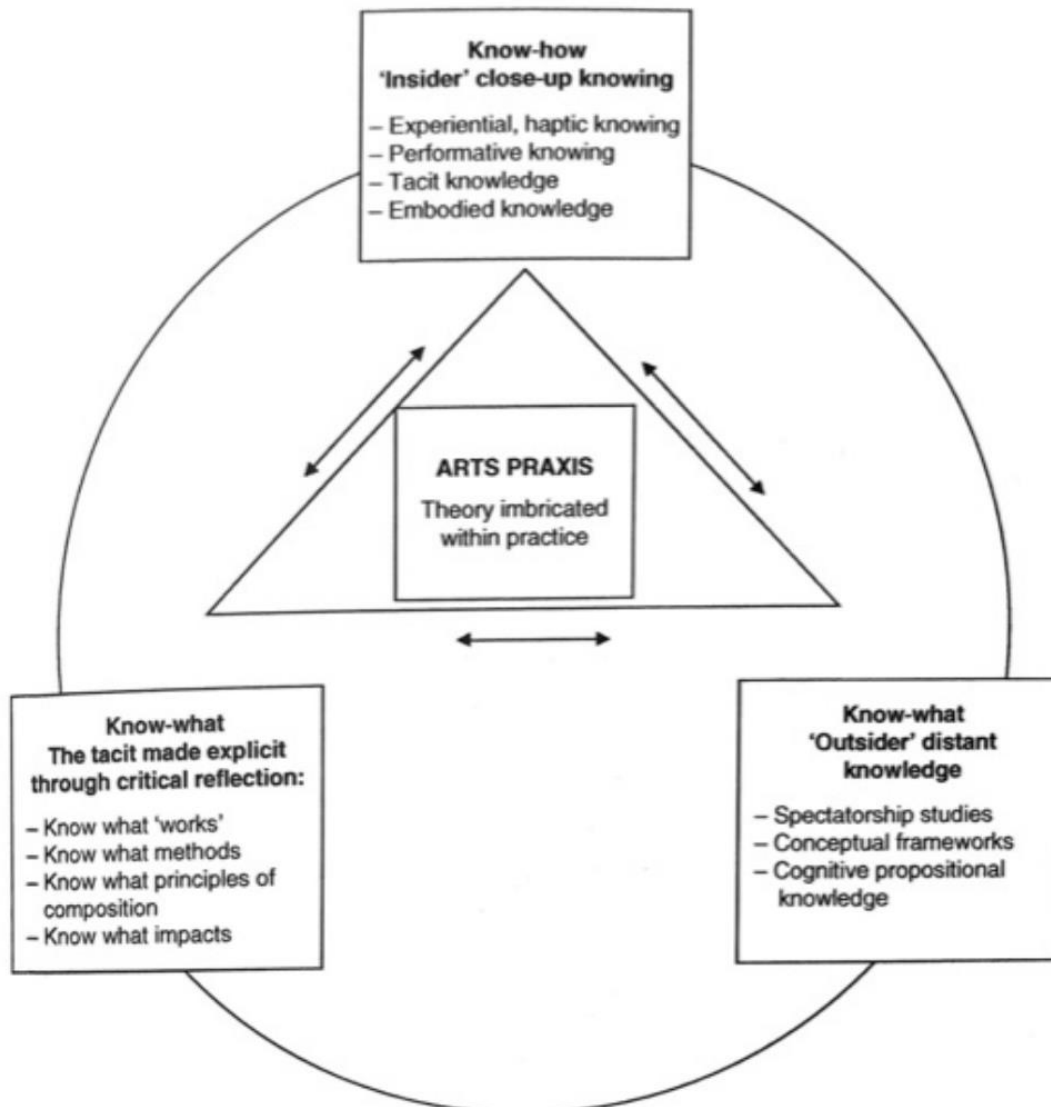 Know-how
‘Insider’ close-up knowing
– Experiential, haptic knowing
– Performative knowing
– Tacit knowledge
– Embodied knowledge
ARTS PRAXIS
Theory imbricated
within practice
Know-what
The tacit made explicit
through critical reflection:
– Know what ‘works’
– Know what methods
– Know what principles of
composition
– Know what impacts
Know-what
‘Outsider’ distant
knowledge
– Spectatorship studies
– Conceptual frameworks
– Cognitive propositional
knowledge